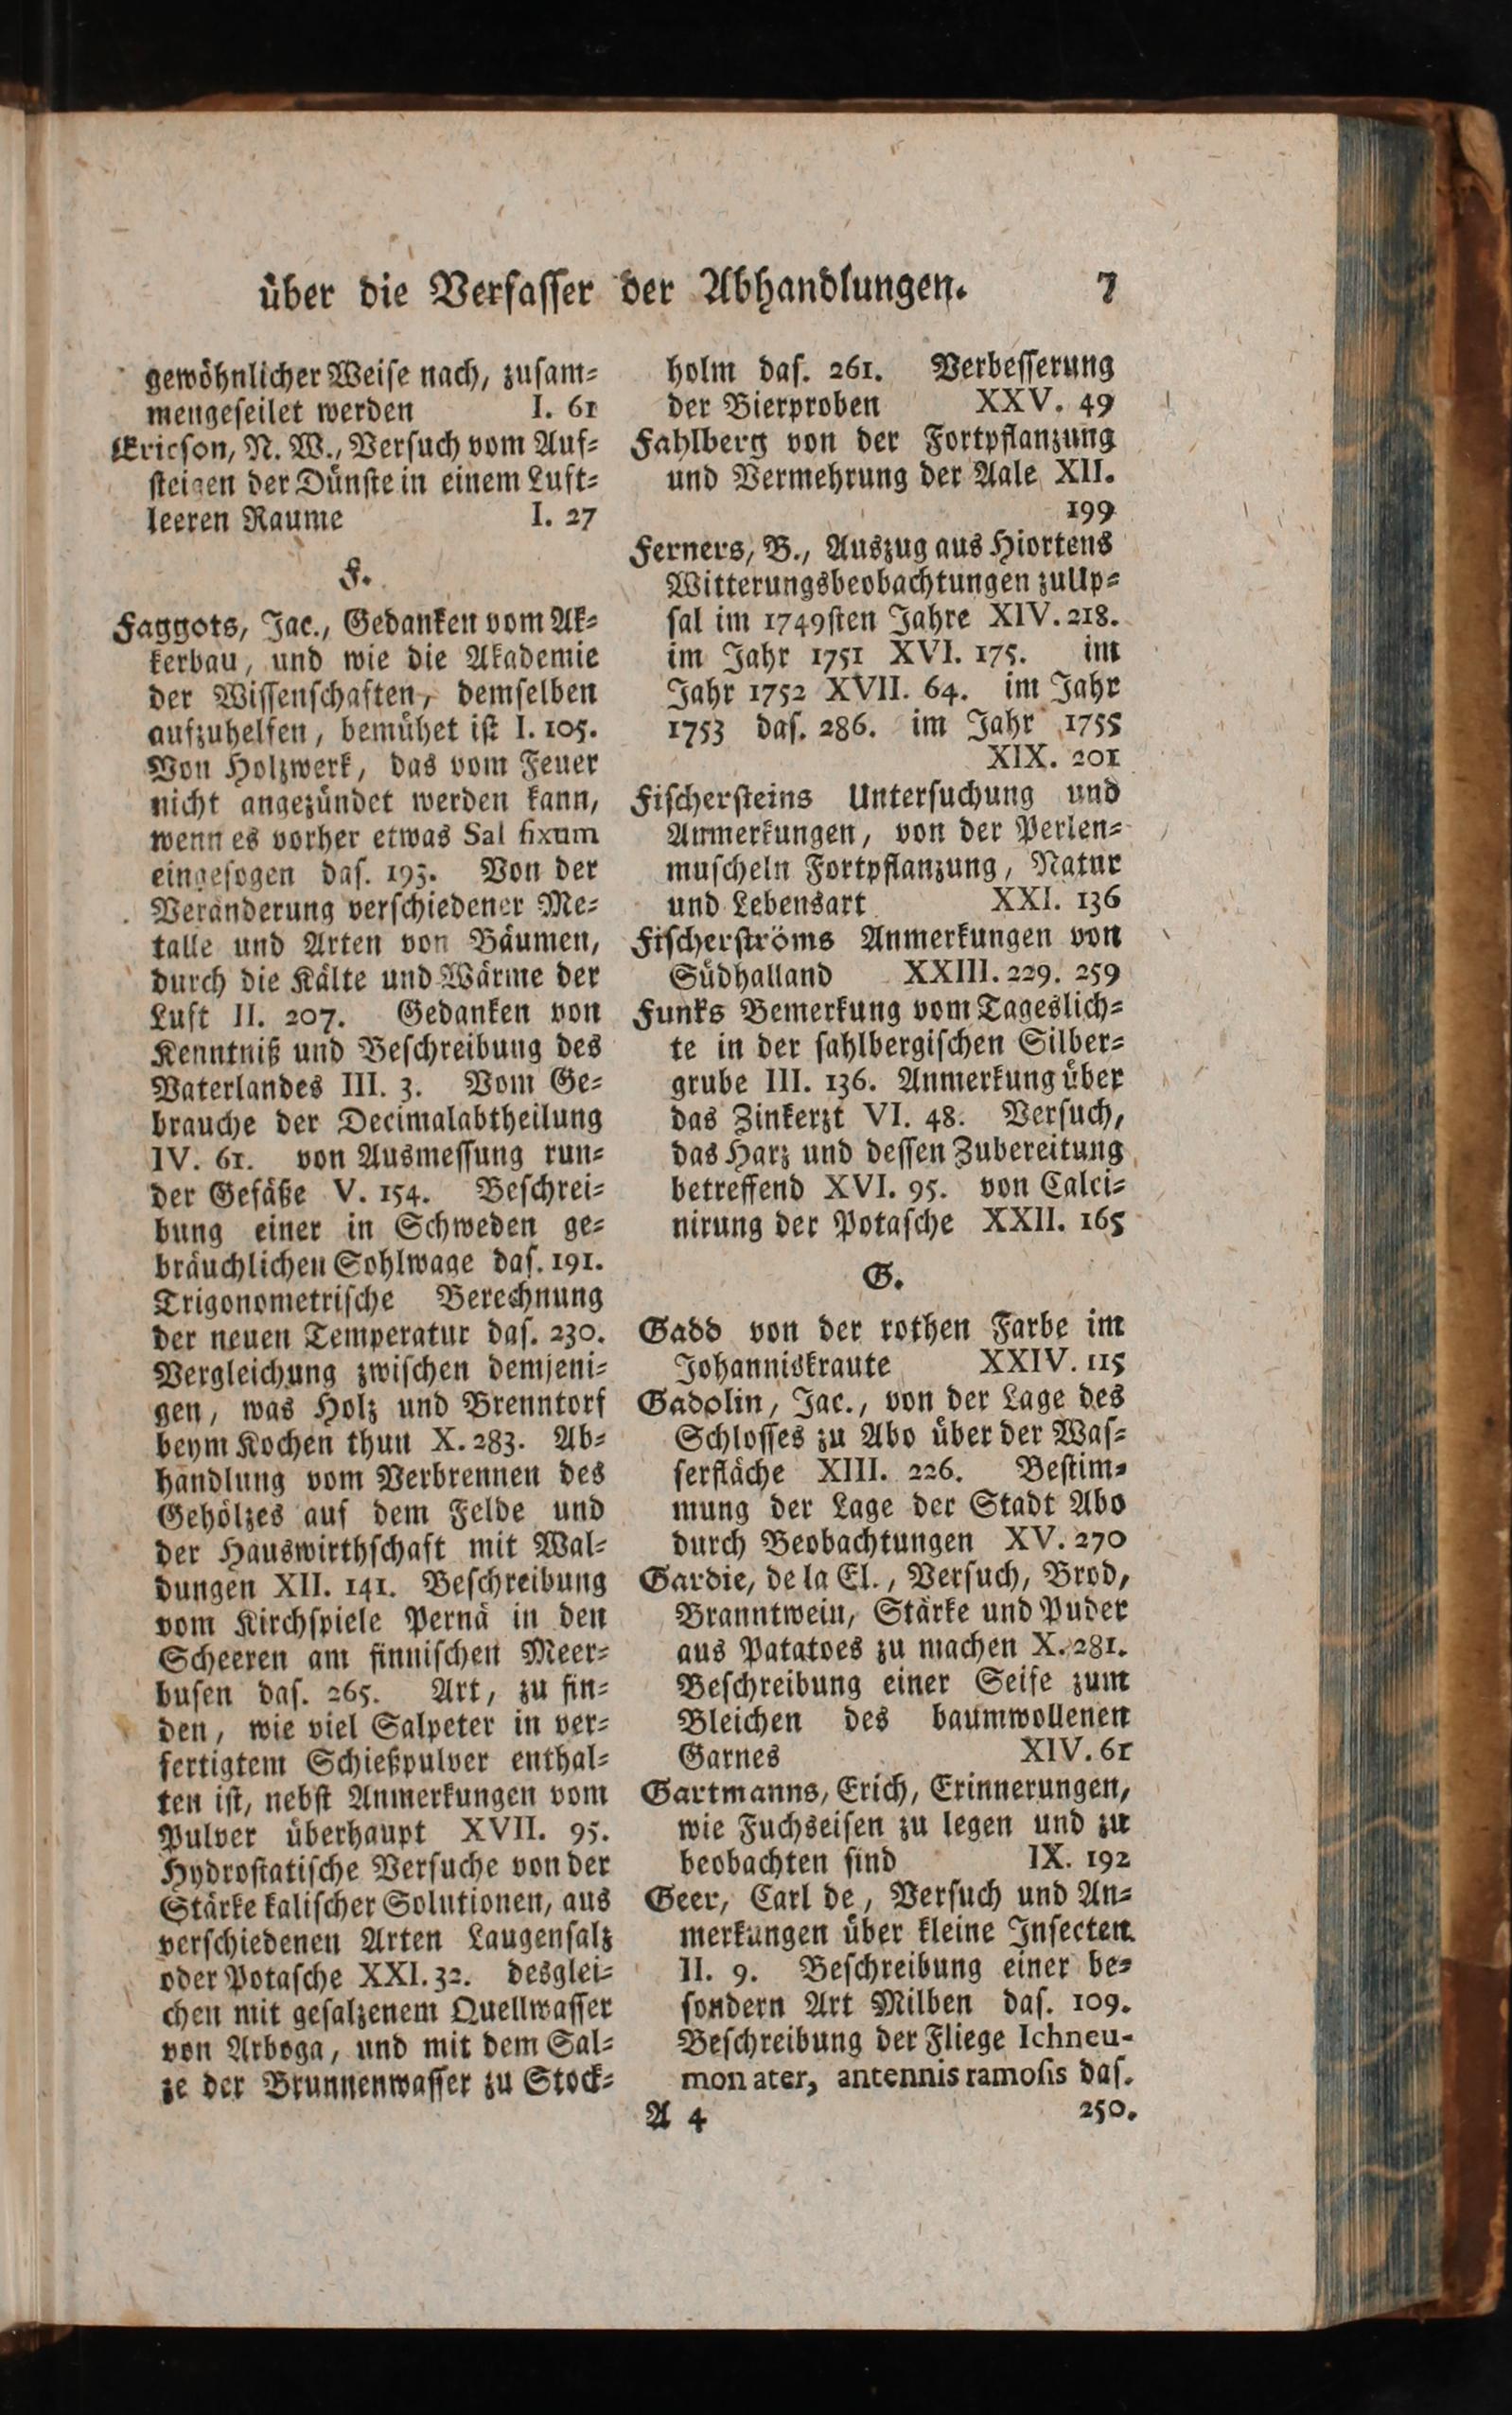 über die Verfaſſer der Abhandlungen. 7
gewöhnlicher Weiſe nach, zuſam-
mengeſeilet werden I. 61
Ericſon, N. W., Verſuch vom Auf-
ſteigen der Dünſte in einem Luft-
leeren Raume I. 27
F.
Faggots, Jac., Gedanken vom Ak-
kerbau, und wie die Akademie
der Wiſſenſchaften, demſelben
aufzuhelfen, bemühet iſt I. 105.
Von Holzwerk, das vom Feuer
nicht angezündet werden kann,
wenn es vorher etwas Sal fixum
eingeſogen daſ. 193. Von der
Veränderung verſchiedener Me-
talle und Arten von Bäumen,
durch die Kälte und Wärme der
Luft II. 207. Gedanken von
Kenntniß und Beſchreibung des
Vaterlandes III. 3. Vom Ge-
brauche der Decimalabtheilung
IV. 61. von Ausmeſſung run-
der Gefäße V. 154. Beſchrei-
bung einer in Schweden ge-
bräuchlichen Sohlwage daſ. 191.
Trigonometriſche Berechnung
der neuen Temperatur daſ. 230.
Vergleichung zwiſchen demjeni-
gen, was Holz und Brenntorf
beym Kochen thun X. 283. Ab-
handlung vom Verbrennen des
Gehölzes auf dem Felde und
der Hauswirthſchaft mit Wal-
dungen XII. 141. Beſchreibung
vom Kirchſpiele Pernä in den
Scheeren am finniſchen Meer-
buſen daſ. 265. Art, zu fin-
den, wie viel Salpeter in ver-
fertigtem Schießpulver enthal-
ten iſt, nebſt Anmerkungen vom
Pulver überhaupt XVII. 95.
Hydroſtatiſche Verſuche von der
Stärke kaliſcher Solutionen, aus
verſchiedenen Arten Laugenſalz
oder Potaſche XXI. 32. desglei-
chen mit geſalzenem Quellwaſſer
von Arboga, und mit dem Sal-
ze der Brunnenwaſſer zu Stock-
holm daſ. 261. Verbeſſerung
der Bierproben XXV. 49
Fahlberg von der Fortpflanzung
und Vermehrung der Aale XII.
199
Ferners, B., Auszug aus Hiortens
Witterungsbeobachtungen zu Up-
ſal im 1749ſten Jahre XIV. 218.
im Jahr 1751 XVI. 175. im
Jahr 1752 XVII. 64. im Jahr
1753 daſ. 286. im Jahr 1755
XIX. 201
Fiſcherſteins Unterſuchung und
Anmerkungen, von der Perlen-
muſcheln Fortpflanzung, Natur
und Lebensart XXI. 136
Fiſcherſtröms Anmerkungen von
Südhalland XXIII. 229. 259
Funks Bemerkung vom Tageslich-
te in der ſahlbergiſchen Silber-
grube III. 136. Anmerkung über
das Zinkerzt VI. 48. Verſuch,
das Harz und deſſen Zubereitung
betreffend XVI. 95. von Calci-
nirung der Potaſche XXII. 165
G.
Gadd von der rothen Farbe im
Johanniskraute XXIV. 115
Gadolin, Jac., von der Lage des
Schloſſes zu Abo über der Waſ-
ſerfläche XIII. 226. Beſtim-
mung der Lage der Stadt Abo
durch Beobachtungen XV. 270
Gardie, de la El., Verſuch, Brod,
Branntwein, Stärke und Puder
aus Patatoes zu machen X. 281.
Beſchreibung einer Seife zum
Bleichen des baumwollenen
Garnes XIV. 61
Gartmanns, Erich, Erinnerungen,
wie Fuchseiſen zu legen und zu
beobachten ſind IX. 192
Geer, Carl de, Verſuch und An-
merkungen über kleine Inſecten
II. 9. Beſchreibung einer be-
ſondern Art Milben daſ. 109.
Beſchreibung der Fliege Ichneu-
mon ater, antennis ramoſis daſ.
A 4 250.